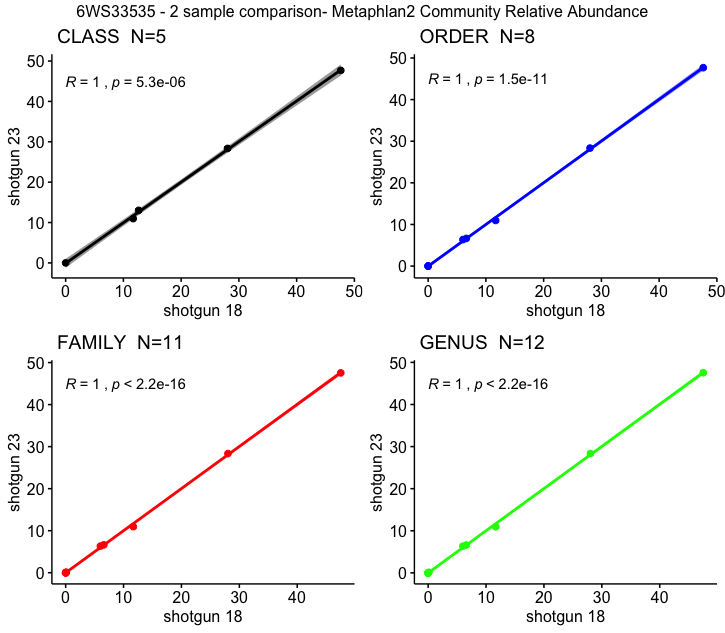 6WS33535 - 2 sample comparison- Metaphlan2 Community Relative Abundance
CLASS  N=5
R = 1 , p = 5.3e-06
50
40
30
20
10
0
shotgun 23
0 10 20 30 40 50
shotgun 18
ORDER  N=8
R = 1 , p = 1.5e-11
50
40
30
20
10
0
shotgun 23
0 10 20 30 40 50
shotgun 18
FAMILY  N=11
R = 1 , p < 2.2e-16
50
40
30
20
10
0
shotgun 23
0 10 20 30 40
shotgun 18
GENUS  N=12
R = 1 , p < 2.2e-16
50
40
30
20
10
0
shotgun 23
0 10 20 30 40
shotgun 18